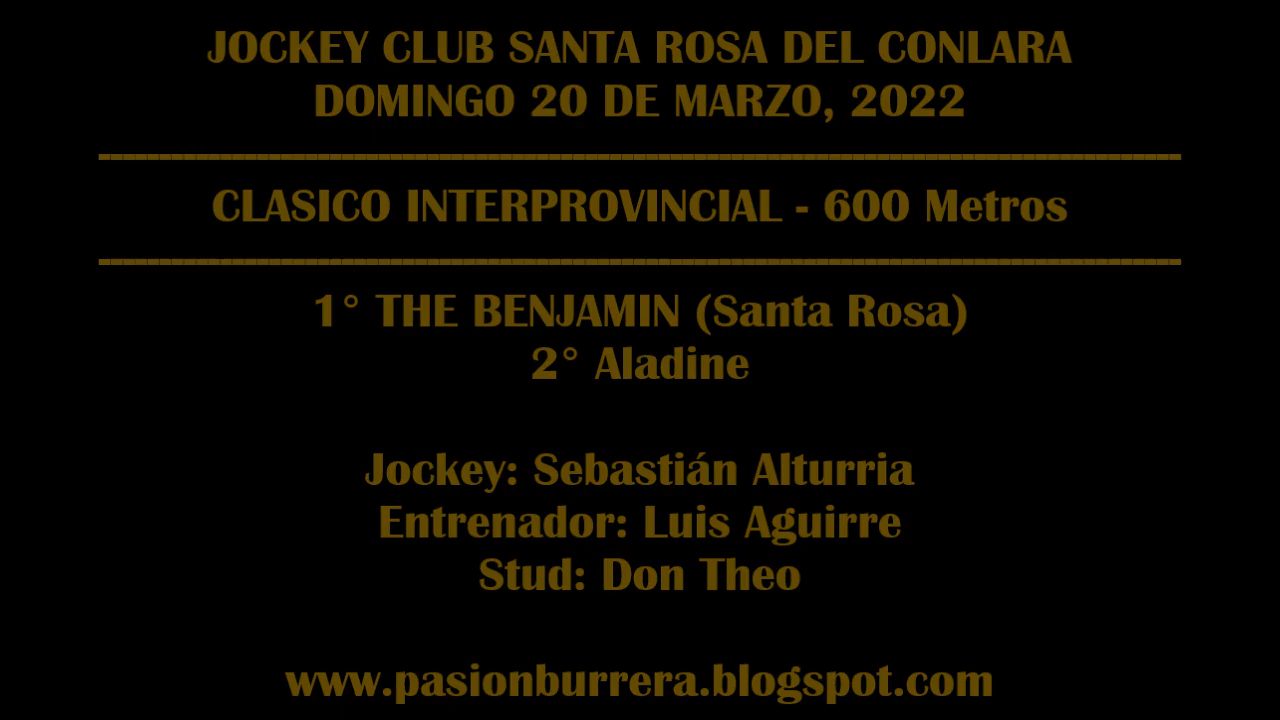 JOCKEY CLUB SANTA ROSA DEL CONLARA
DOMINGO 20 DE MARZO, 2022
CLASICO INTERPROVINCIAL - 600 Metros
1° THE BENJAMIN (Santa Rosa)
2° Aladine
Jockey: Sebastián Alturria
Entrenador: Luis Aguirre
Stud: Don Theo
www.pasionburrera.blogspot.com